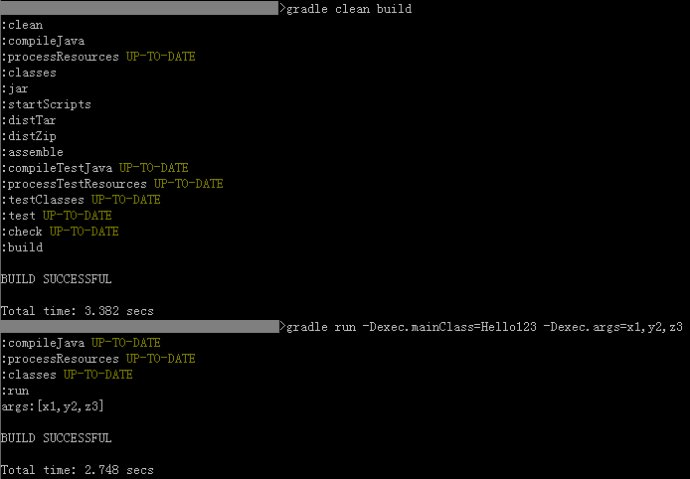 >gradle clean build
:clean
:compileJava
:processResources UP-TO-DATE
:classes
:jar
:startScripts
:distTar
:distZip
:assemble
:compileTestJava UP-TO-DATE
:processTestResources UP-TO-DATE
:testClasses UP-TO-DATE
:test UP-TO-DATE
:check UP-TO-DATE
:build
BUILD SUCCESSFUL
Total time: 3.382 secs
>gradle run -Dexec.mainClass=Hello123 -Dexec.args=x1,y2,z3
:compileJava UP-TO-DATE
:processResources UP-TO-DATE
:classes UP-TO-DATE
:run
args:[x1,y2,z3]
BUILD SUCCESSFUL
Total time: 2.748 secs